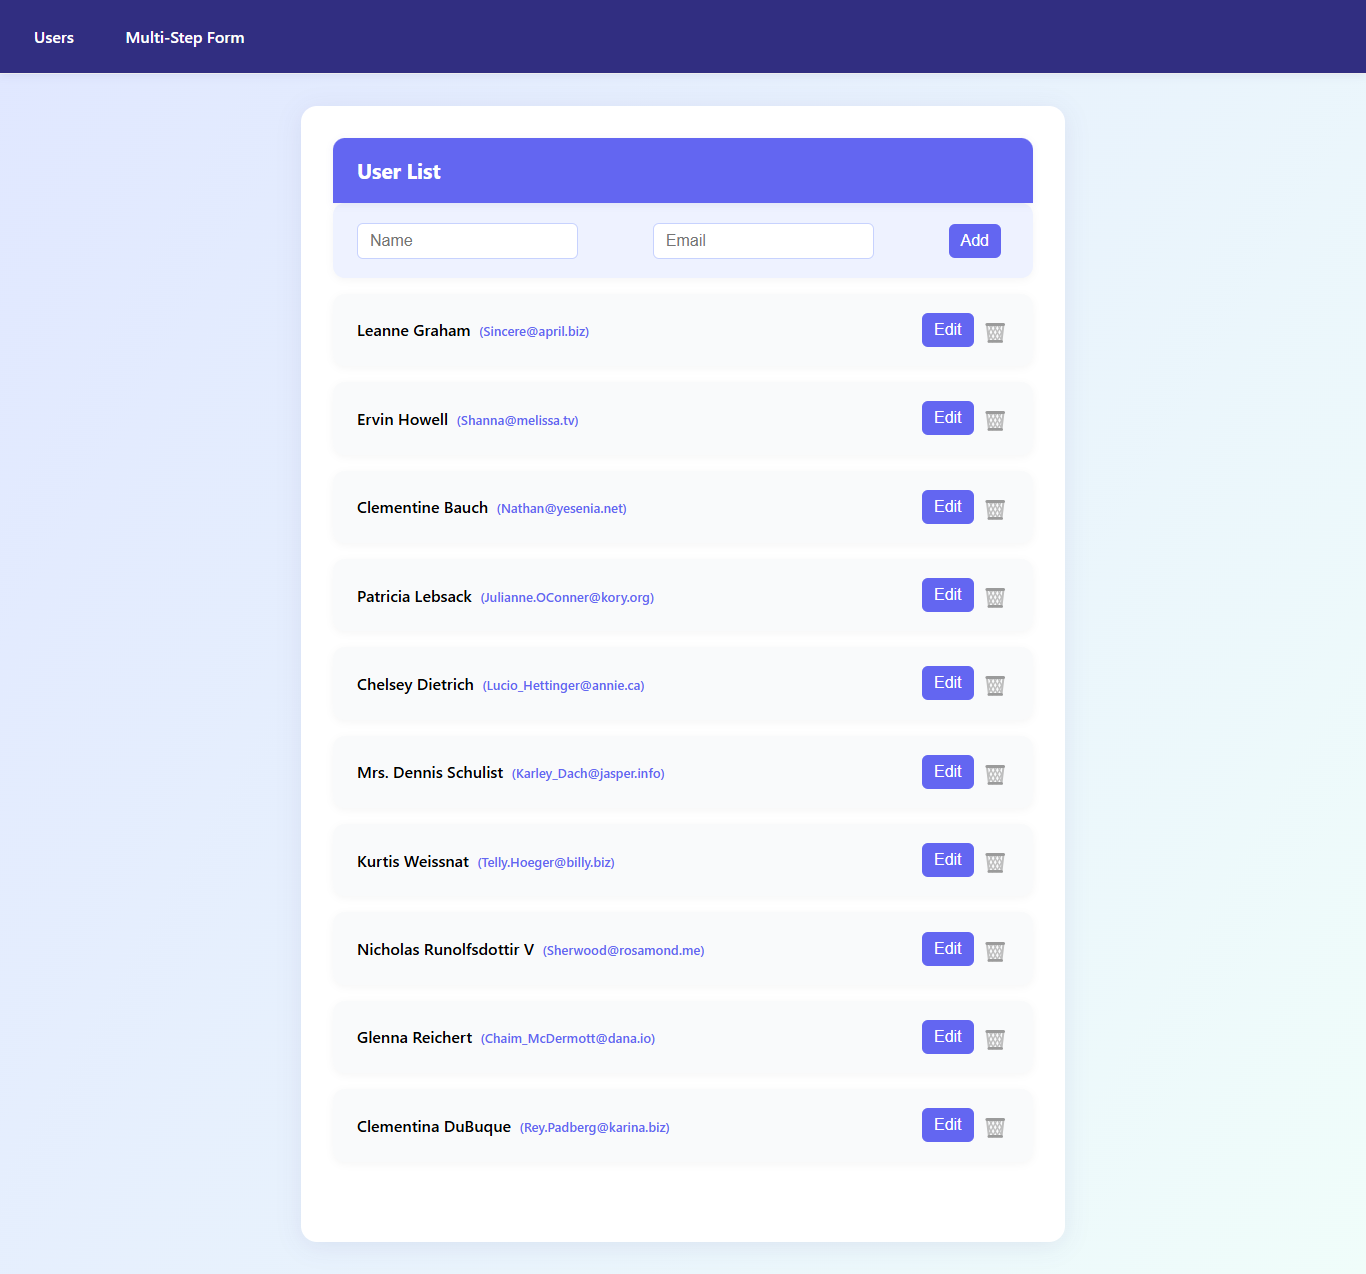 Users Multi-Step Form
User List
Name Email Add
Leanne Graham (Sincere@april.biz) Edit
Ervin Howell (Shanna@melissa.tv) Edit
Clementine Bauch (Nathan@yesenia.net) Edit
Patricia Lebsack (Julianne.OConner@kory.org) Edit
Chelsey Dietrich (Lucio_Hettinger@annie.ca) Edit
Mrs. Dennis Schulist (Karley_Dach@jasper.info) Edit
Kurtis Weissnat (Telly.Hoeger@billy.biz) Edit
Nicholas Runolfsdottir V (Sherwood@rosamond.me) Edit
Glenna Reichert (Chaim_McDermott@dana.io) Edit
Clementina DuBuque (Rey.Padberg@karina.biz) Edit